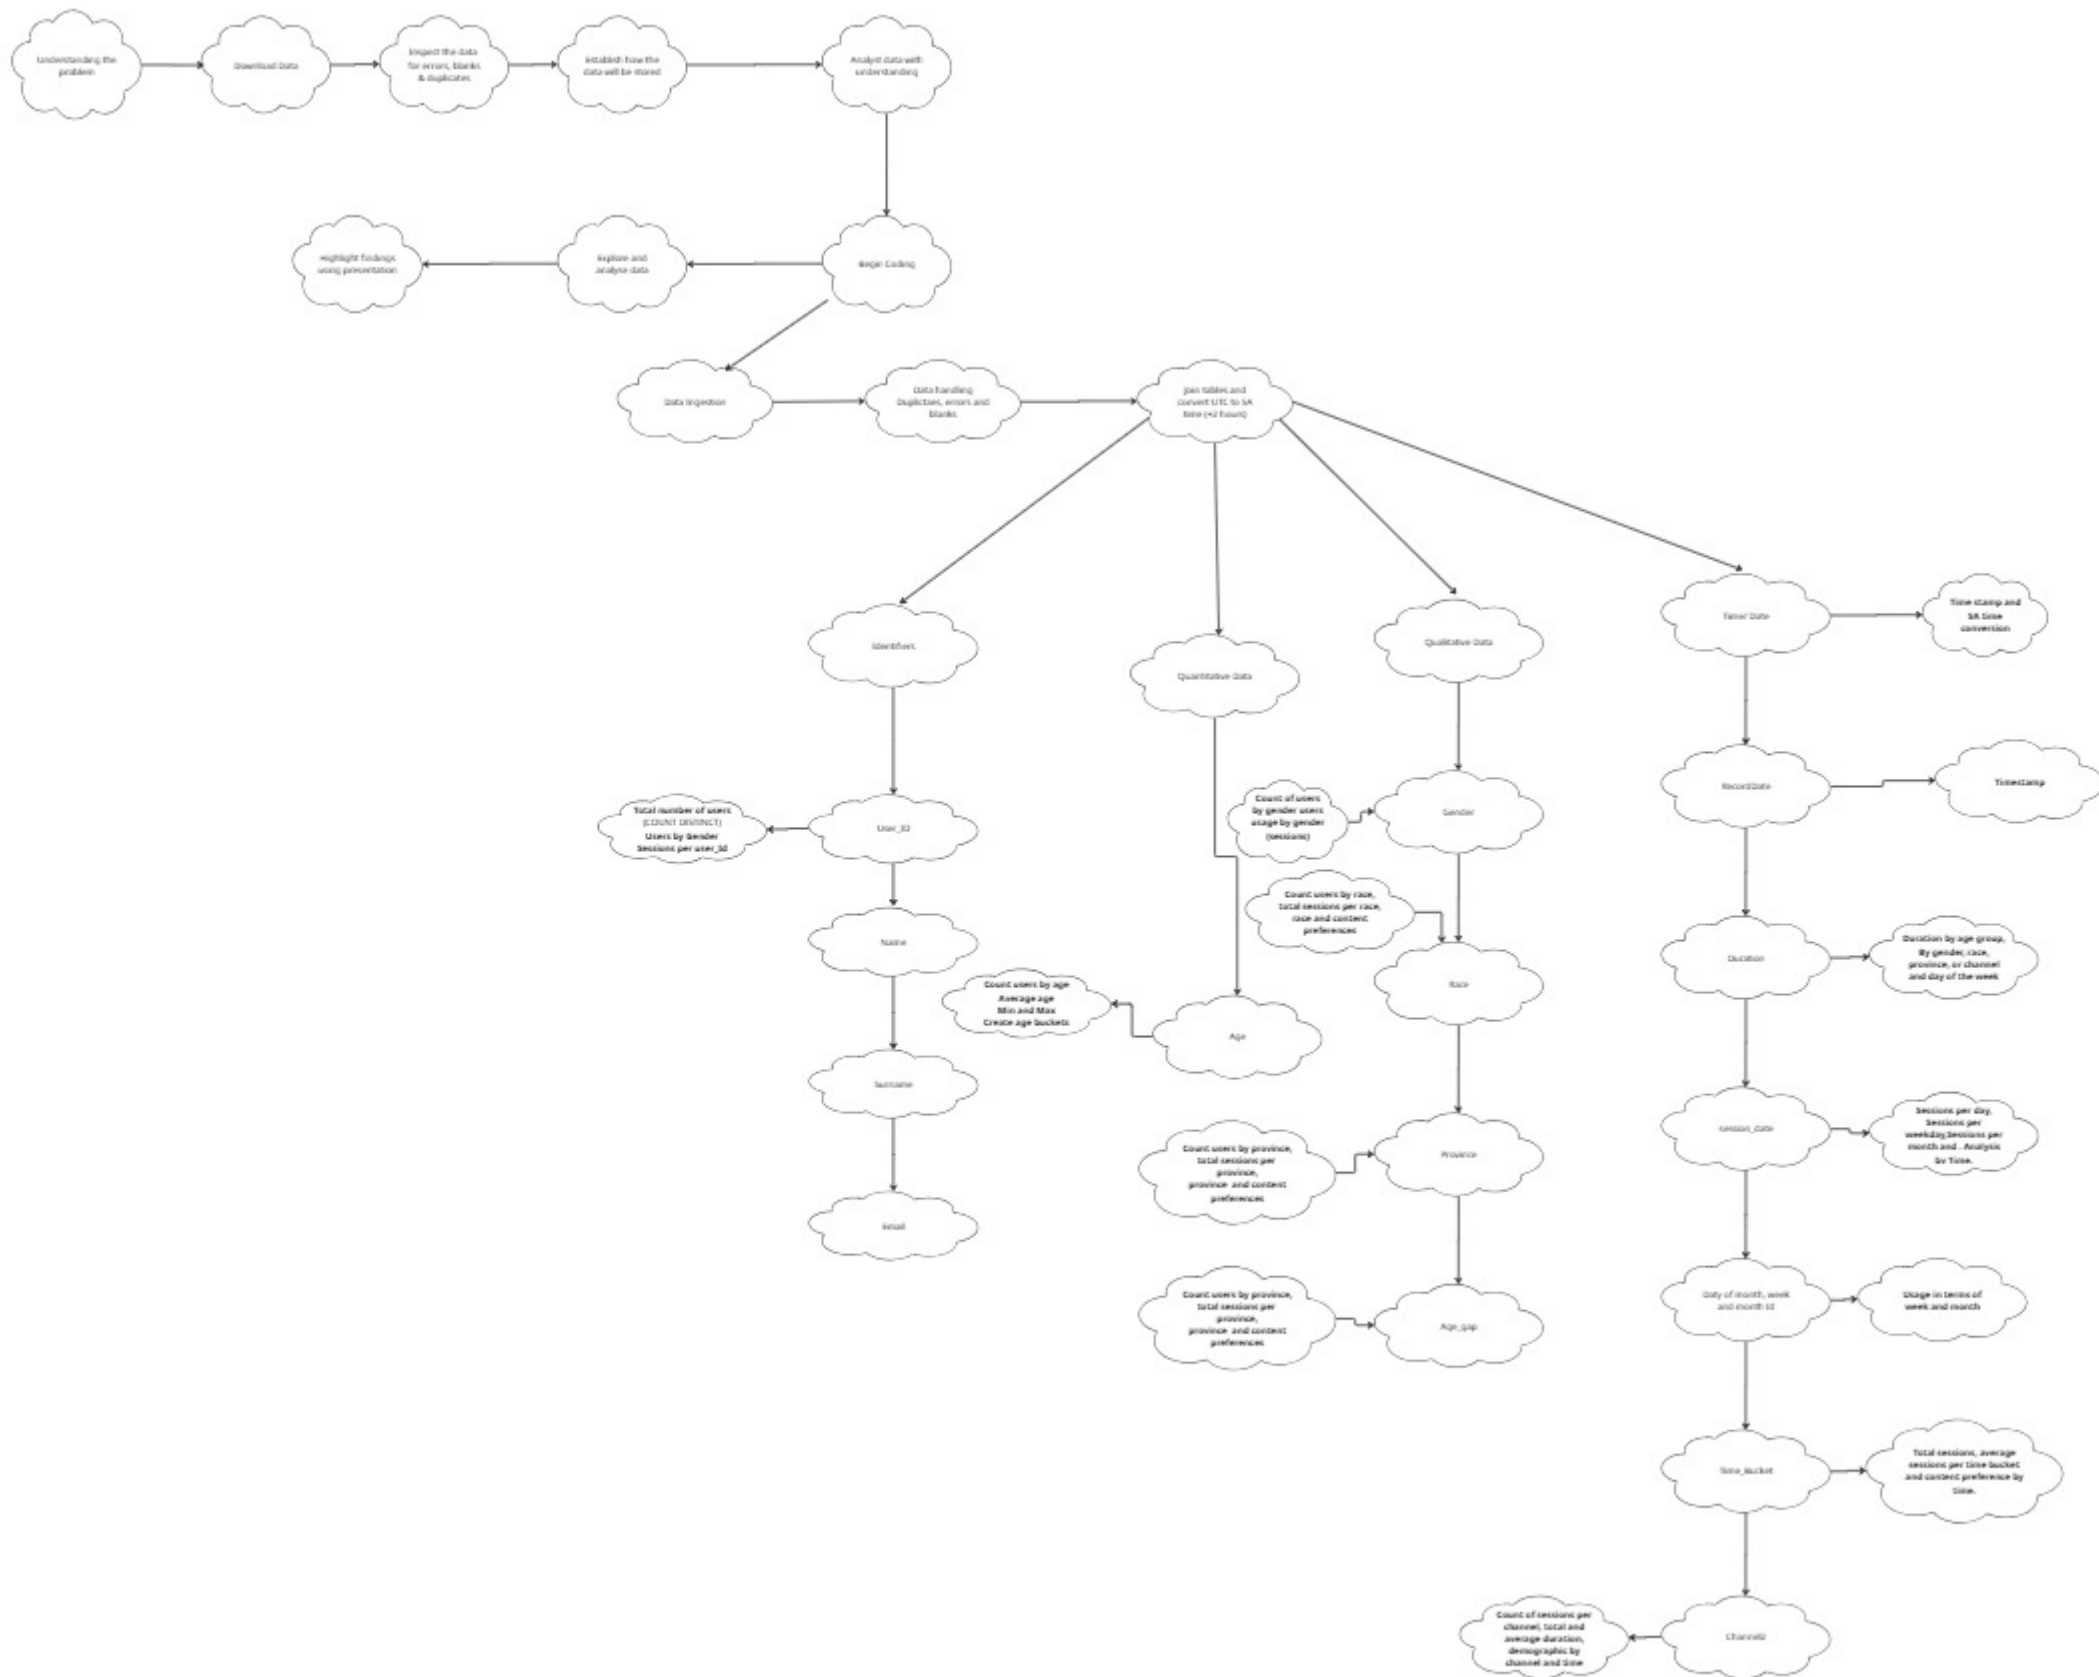 Understanding the
problem
Download Data
Inspect the data
for errors, blanks
& duplicates
Establish how the
data will be stored
Analyst data with
understanding
Highlight findings
using presentation
Explore and
analyse data
Begin Coding
Data Ingestion
Data handling
Duplictaes, errors and
blanks
Join tables and
convert UTC to SA
time (+2 hours)
Identifiers
Quantitative Data
Qualitative Data
Timer Date
Time stamp and
SA time
conversion
RecordDate
Timestamp
Total number of users
(COUNT DISTINCT)
Users by Gender
Sessions per user_Id
User_ID
Count of users
by gender users
usage by gender
(sessions)
Gender
Count users by race,
total sessions per race,
race and content
preferences
Name
Race
Duration
Duration by age group,
By gender, race,
province, or channel
and day of the week
Count users by age
Average age
Min and Max
Create age buckets
Age
Surname
session_date
Sessions per day,
Sessions per
weekday,Sessions per
month and . Analysis
by Time.
Count users by province,
total sessions per
province,
province and content
preferences
Province
Email
Count users by province,
total sessions per
province,
province and content
preferences
Age_gap
Daty of month, week
and month Id
Usage in terms of
week and month
Time_Bucket
Total sessions, average
sessions per time bucket
and content preference by
time.
Count of sessions per
channel, total and
average duration,
demographic by
channel and time
Channel2